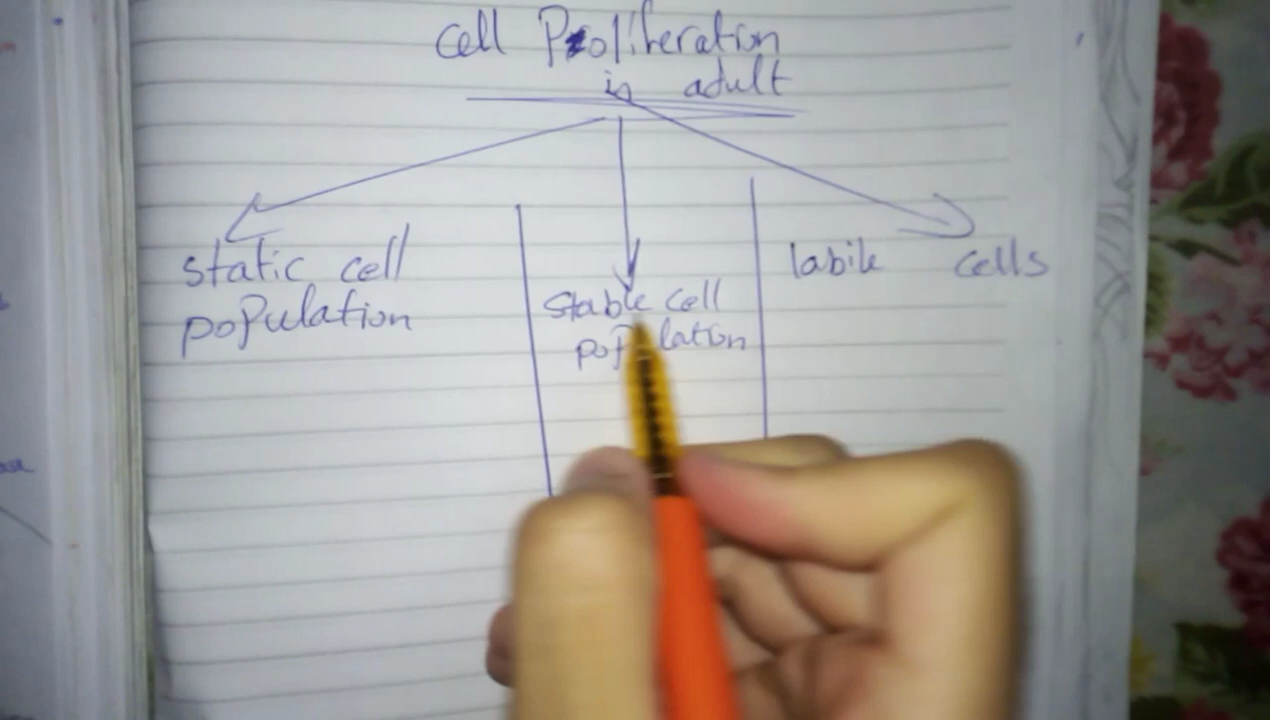 Cell Proliferation
in adult
static cell
population
Stable cell
population
labile cells